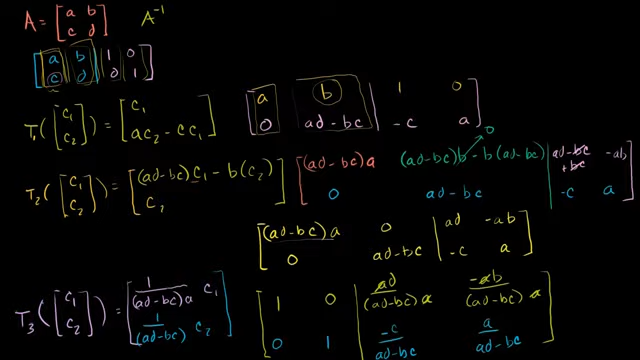 A = [ a b A⁻¹
c d ]
[ a b | 1 0
c d | 0 1 ]
T₁([ c₁ ; c₂ ]) = [ c₁ ; ac₂ - cc₁ ] [ a b | 1 0
0 ad - bc | -c a ]
0
T₂([ c₁ ; c₂ ]) = [ (ad - bc) c₁ - b(c₂) ; c₂ ] [ (ad - bc) a (ad - bc)b - b(ad - bc) | ad - bc + bc -ab
0 ad - bc | -c a ]
[ (ad - bc) a 0 | ad -ab
0 ad - bc | -c a ]
T₃([ c₁ ; c₂ ]) = [ 1/(ad - bc)a c₁ ; 1/(ad - bc) c₂ ] [ 1 0 | ad/(ad - bc) a -ab/(ad - bc) a
0 1 | -c/ad - bc a/ad - bc ]